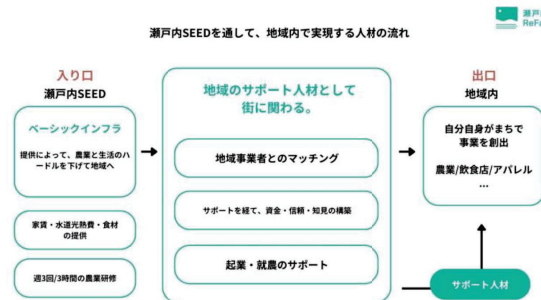 瀬戸内
ReFa
瀬戸内SEEDを通して、地域内で実現する人材の流れ
入り口
瀬戸内SEED
ベーシックインフラ
提供によって、農業と生活のハ
ードルを下げて地域へ
家賃・水道光熱費・食材
の提供
週3回/3時間の農業研修
地域のサポート人材として
街に関わる。
地域事業者とのマッチング
サポートを経て、資金・信頼・知見の構築
起業・就農のサポート
出口
地域内
自分自身がまちで
事業を創出
農業/飲食店/アパレル
...
サポート人材